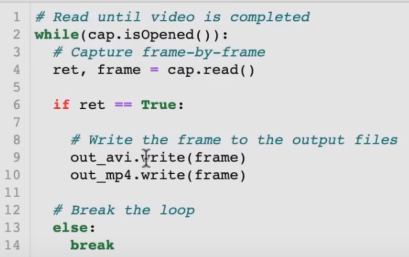 1 # Read until video is completed
2 while(cap.isOpened()):
3   # Capture frame-by-frame
4   ret, frame = cap.read()
5
6   if ret == True:
7
8     # Write the frame to the output files
9     out_avi.write(frame)
10     out_mp4.write(frame)
11
12   # Break the loop
13   else:
14     break